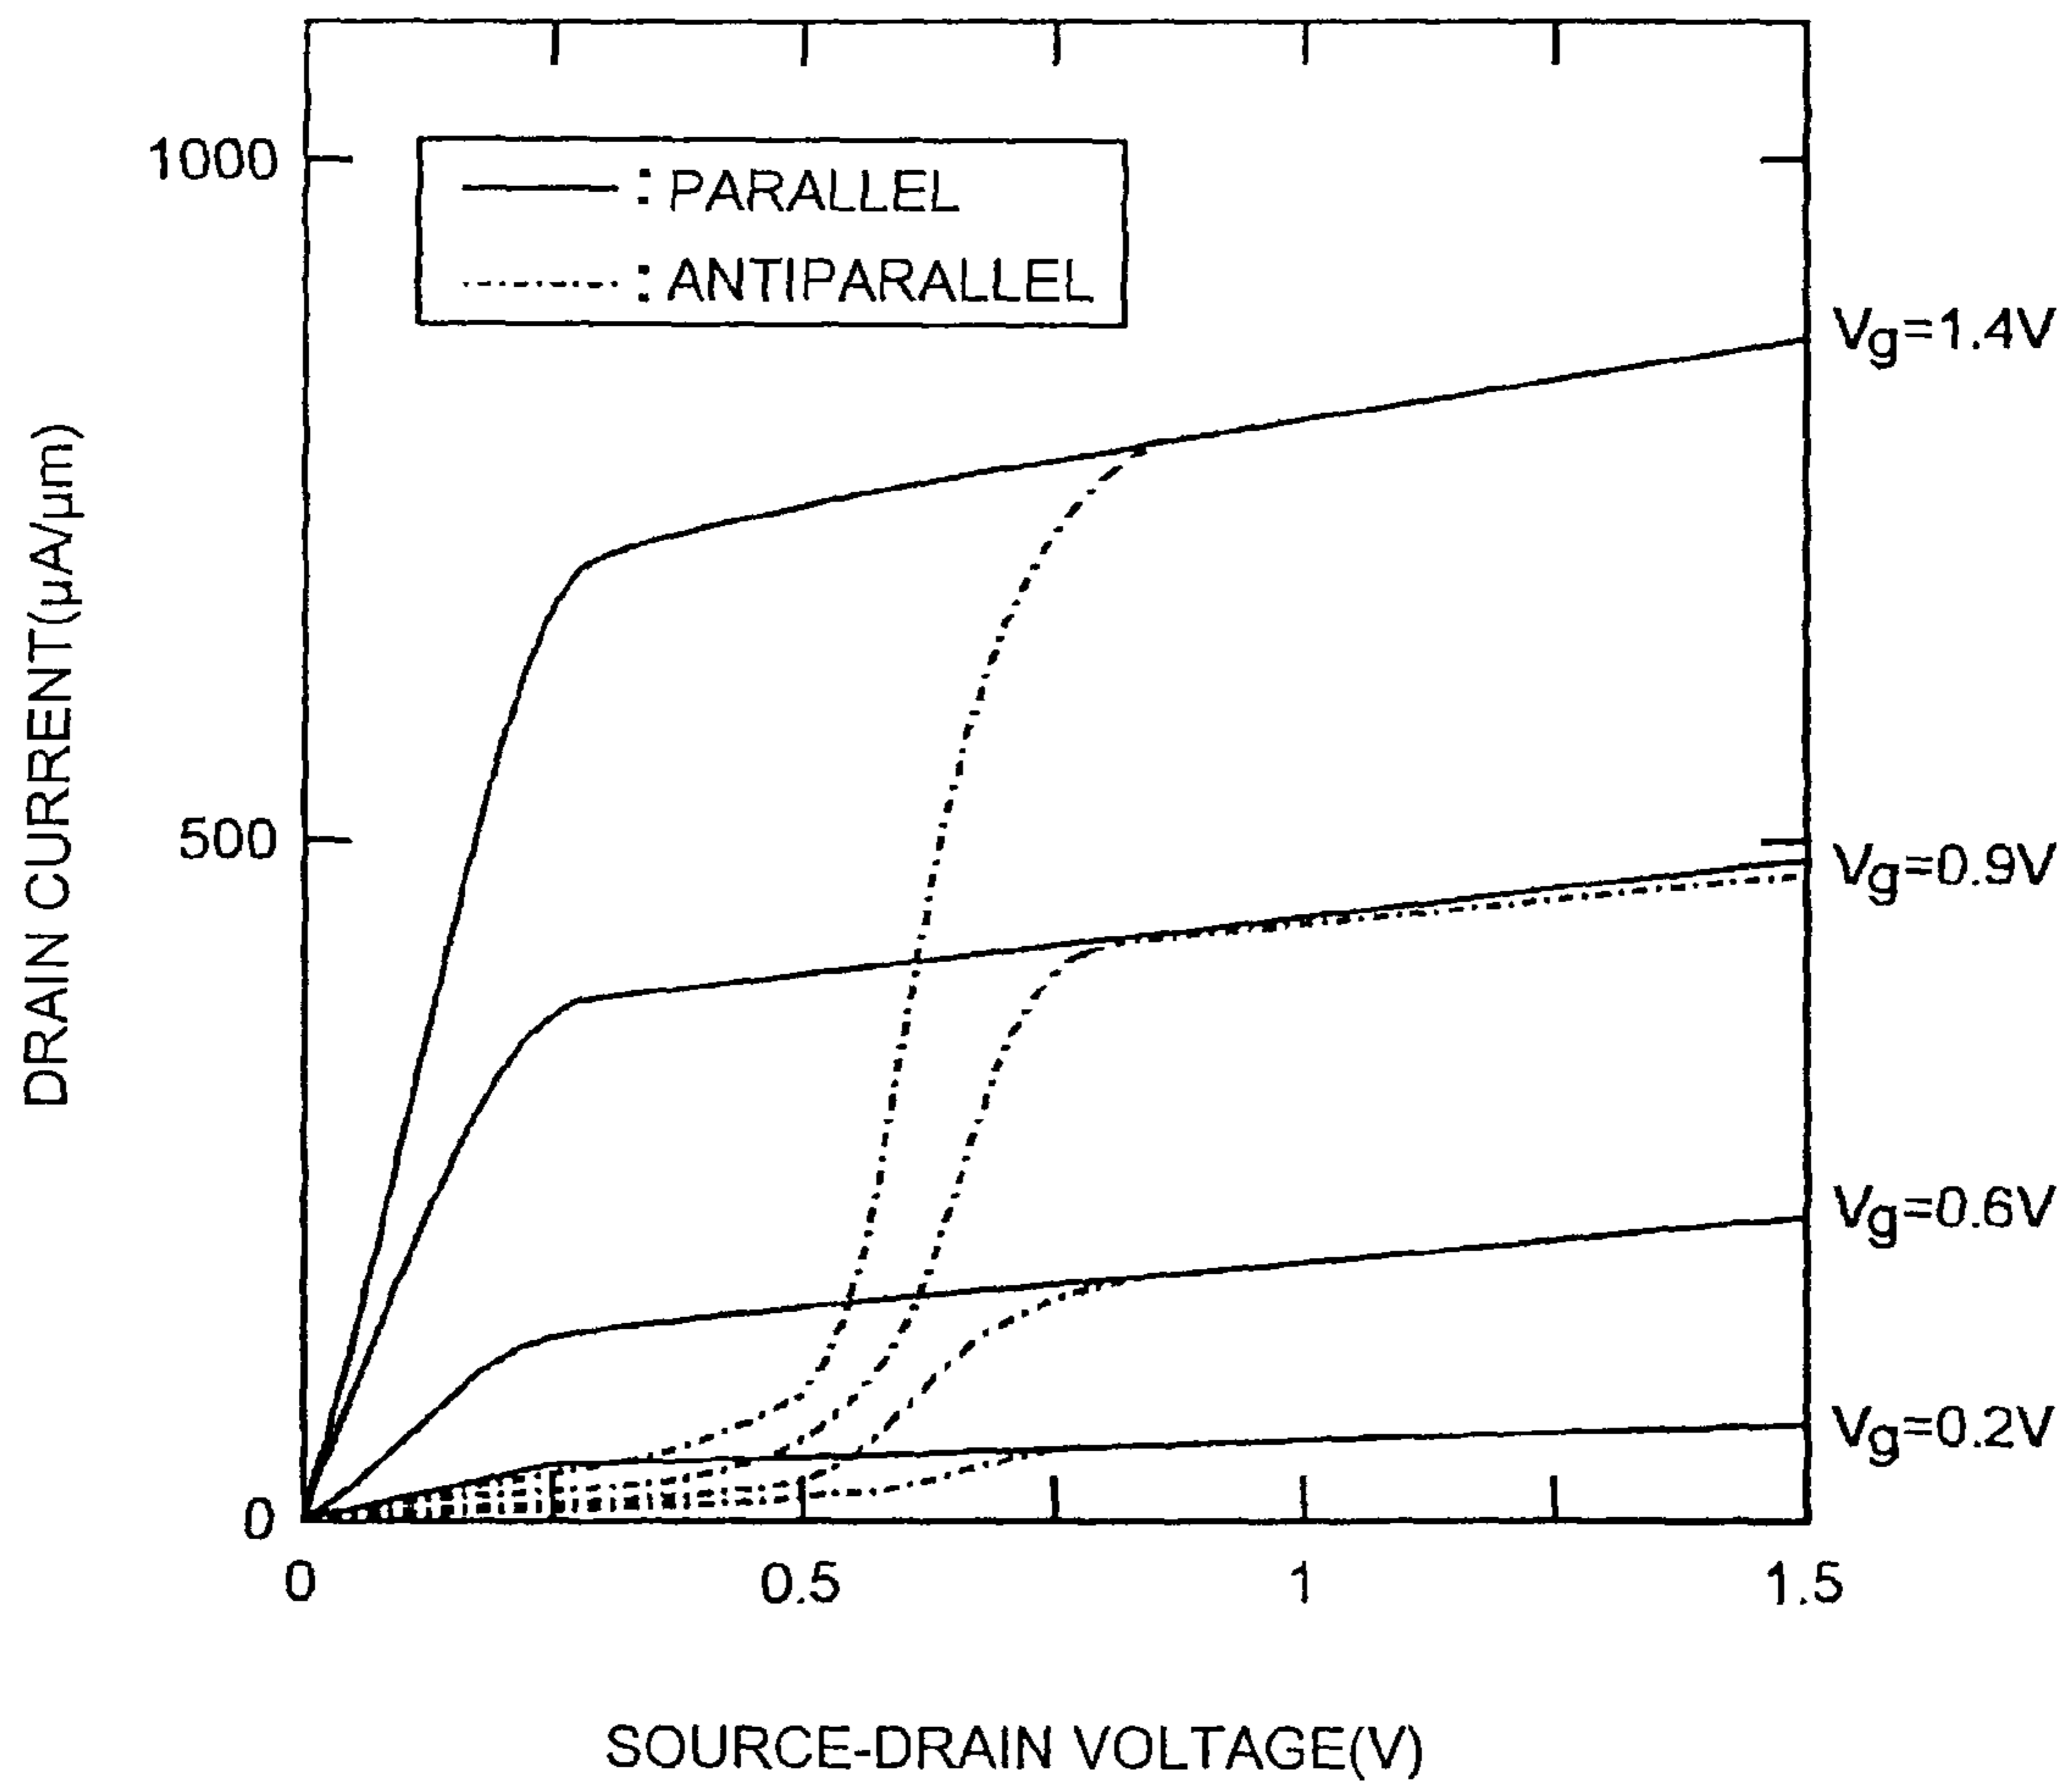 1000
500
0
DRAIN CURRENT(µA/µm)
: PARALLEL
: ANTIPARALLEL
Vg=1.4V
Vg=0.9V
Vg=0.6V
Vg=0.2V
0
0.5
1
1.5
SOURCE-DRAIN VOLTAGE(V)